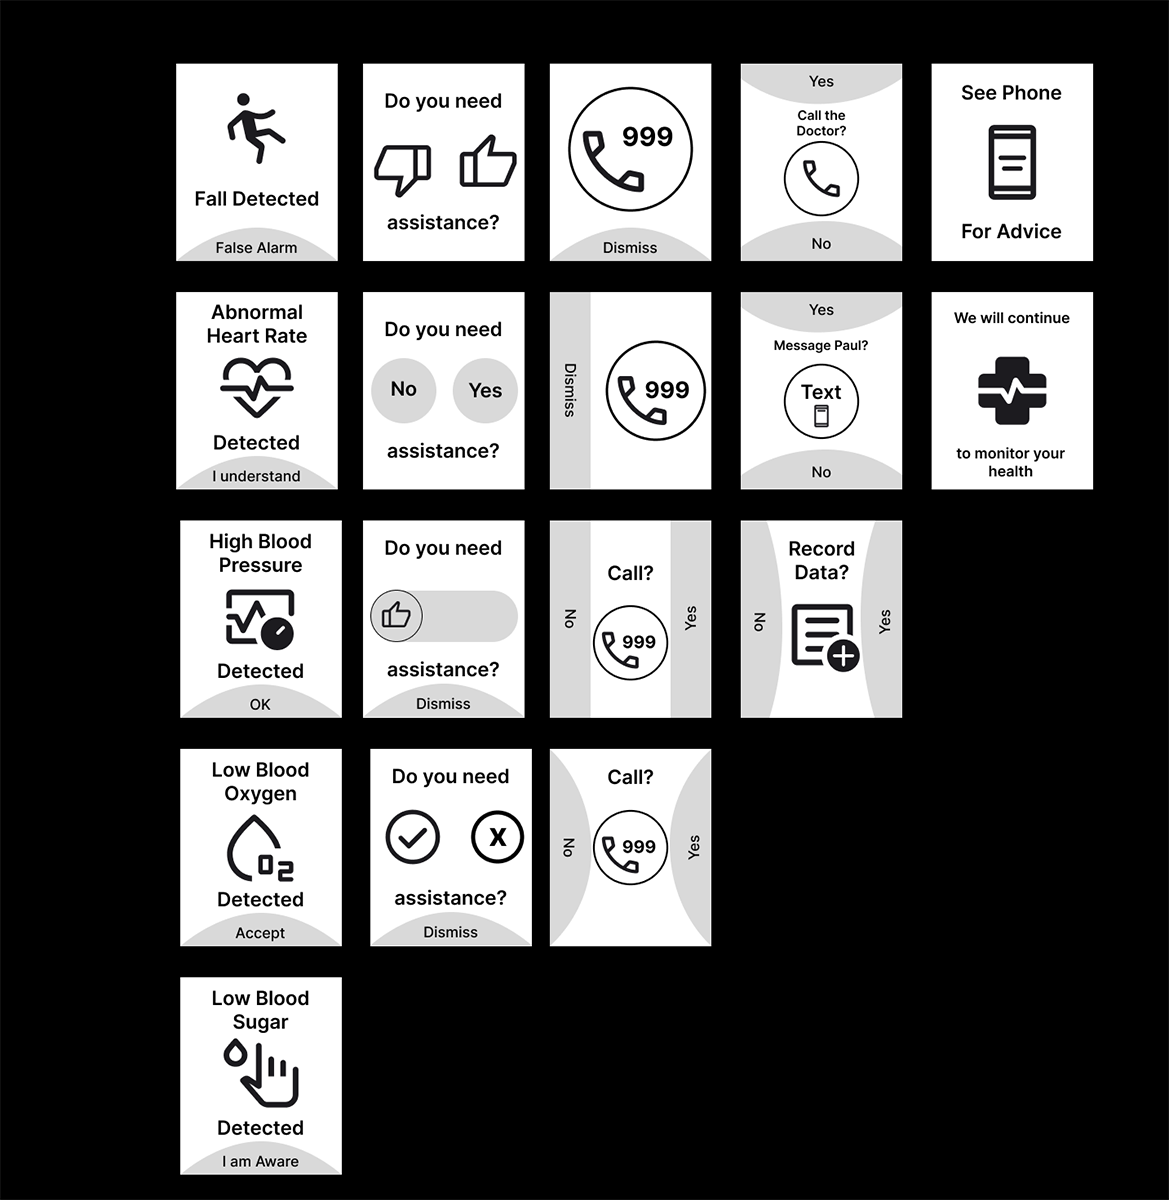 Fall Detected
False Alarm
Do you need
assistance?
999
Dismiss
Yes
Call the
Doctor?
No
See Phone
For Advice
Abnormal
Heart Rate
Detected
I understand
Do you need
No
Yes
assistance?
Dismiss
999
Yes
Message Paul?
Text
No
We will continue
to monitor your
health
High Blood
Pressure
Detected
OK
Do you need
assistance?
Dismiss
Call?
No
999
Yes
Record
Data?
No
Yes
Low Blood
Oxygen
O2
Detected
Accept
Do you need
X
assistance?
Dismiss
Call?
No
999
Yes
Low Blood
Sugar
Detected
I am Aware